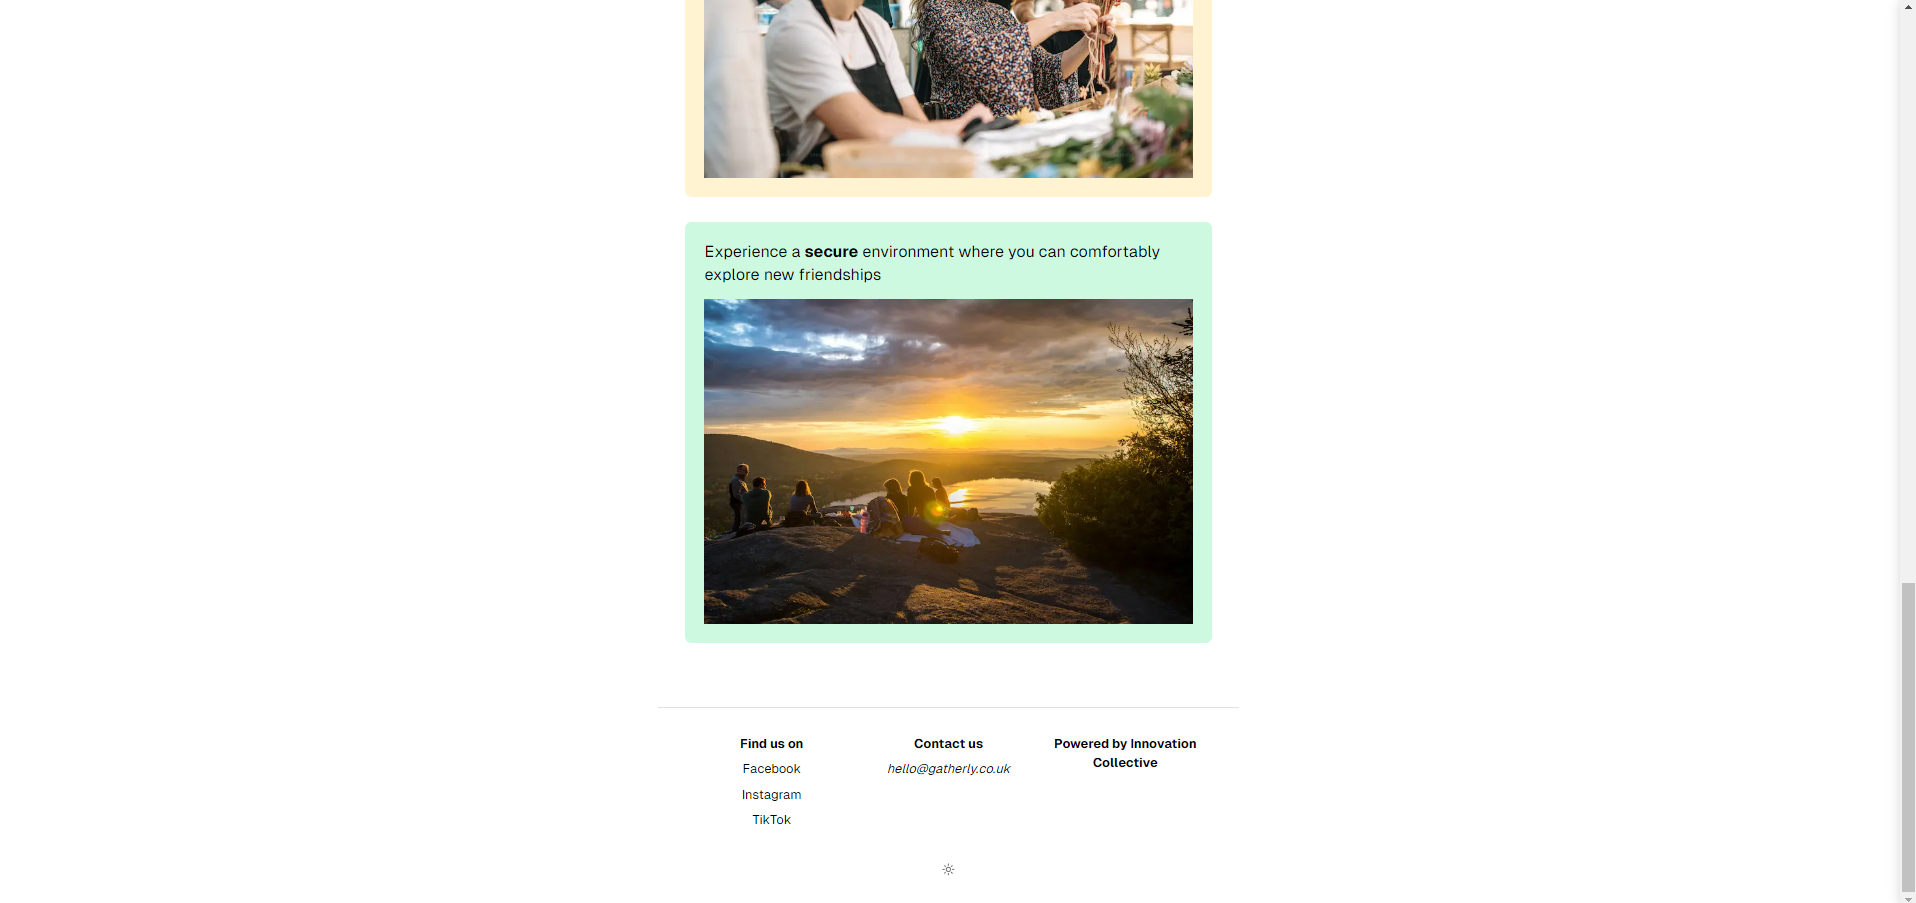 Experience a secure environment where you can comfortably
explore new friendships
Find us on
Facebook
Instagram
TikTok
Contact us
hello@gatherly.co.uk
Powered by Innovation
Collective